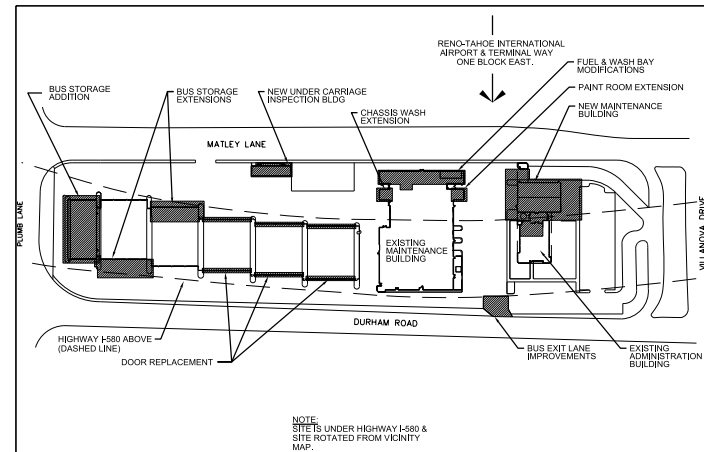 RENO-TAHOE INTERNATIONAL
AIRPORT & TERMINAL WAY
ONE BLOCK EAST.
FUEL & WASH BAY
MODIFICATIONS
BUS STORAGE
ADDITION
BUS STORAGE
EXTENSIONS
NEW UNDER CARRIAGE
INSPECTION BLDG
PAINT ROOM EXTENSION
CHASSIS WASH
EXTENSION
NEW MAINTENANCE
BUILDING
MATLEY LANE
PLUMB LANE
VILLANOVA DRIVE
EXISTING
MAINTENANCE
BUILDING
DURHAM ROAD
HIGHWAY I-580 ABOVE
(DASHED LINE)
DOOR REPLACEMENT
BUS EXIT LANE
IMPROVEMENTS
EXISTING
ADMINISTRATION
BUILDING
NOTE:
SITE IS UNDER HIGHWAY I-580 &
SITE ROTATED FROM VICINITY
MAP.